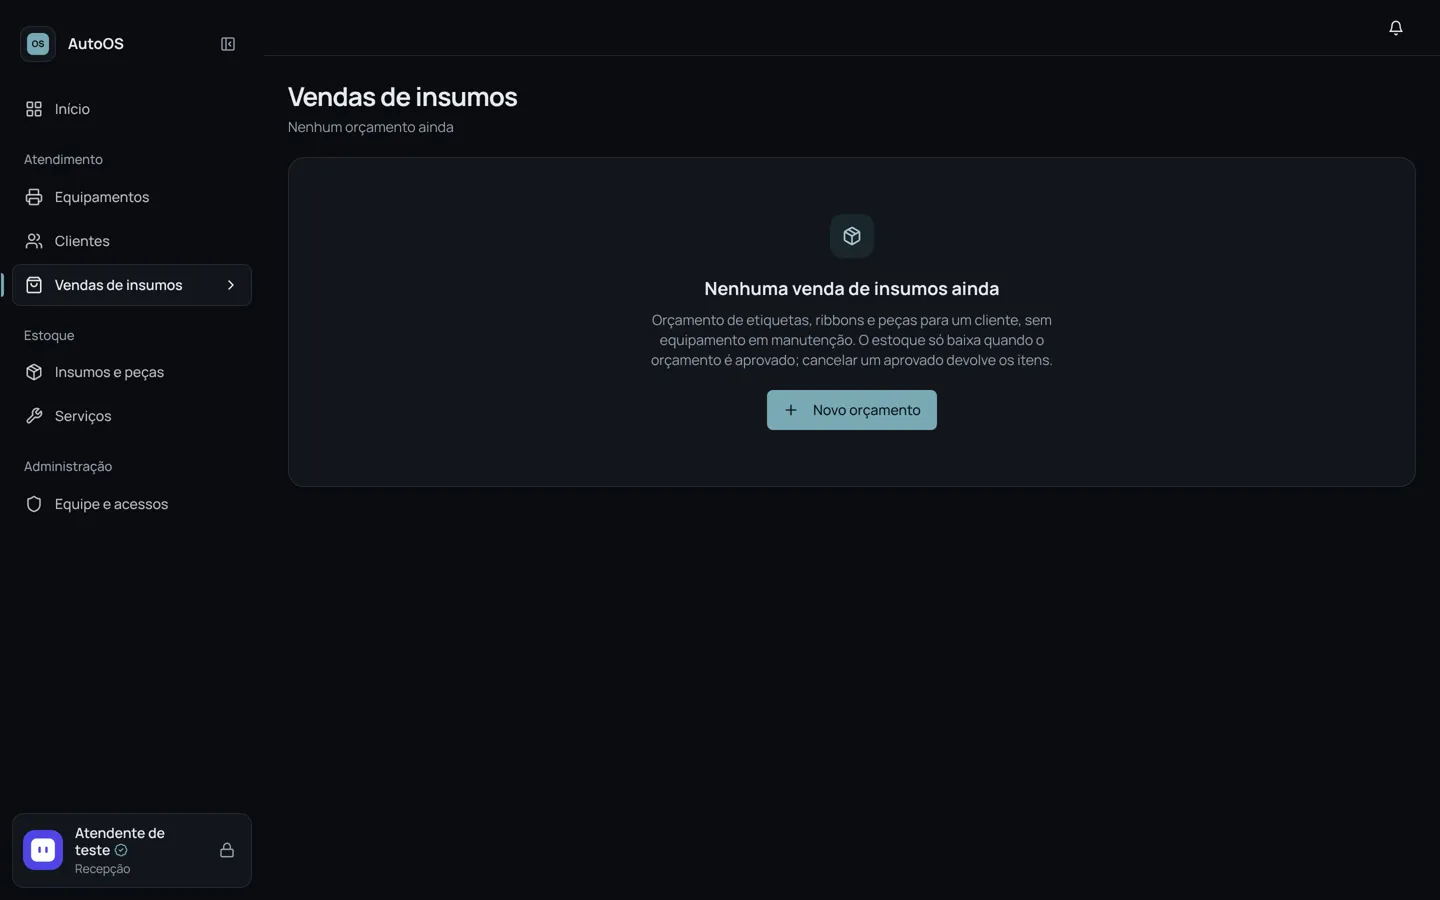 OS
AutoOS
Início
Atendimento
Equipamentos
Clientes
Vendas de insumos
Estoque
Insumos e peças
Serviços
Administração
Equipe e acessos
Atendente de
teste
Recepção
Vendas de insumos
Nenhum orçamento ainda
Nenhuma venda de insumos ainda
Orçamento de etiquetas, ribbons e peças para um cliente, sem
equipamento em manutenção. O estoque só baixa quando o
orçamento é aprovado; cancelar um aprovado devolve os itens.
Novo orçamento